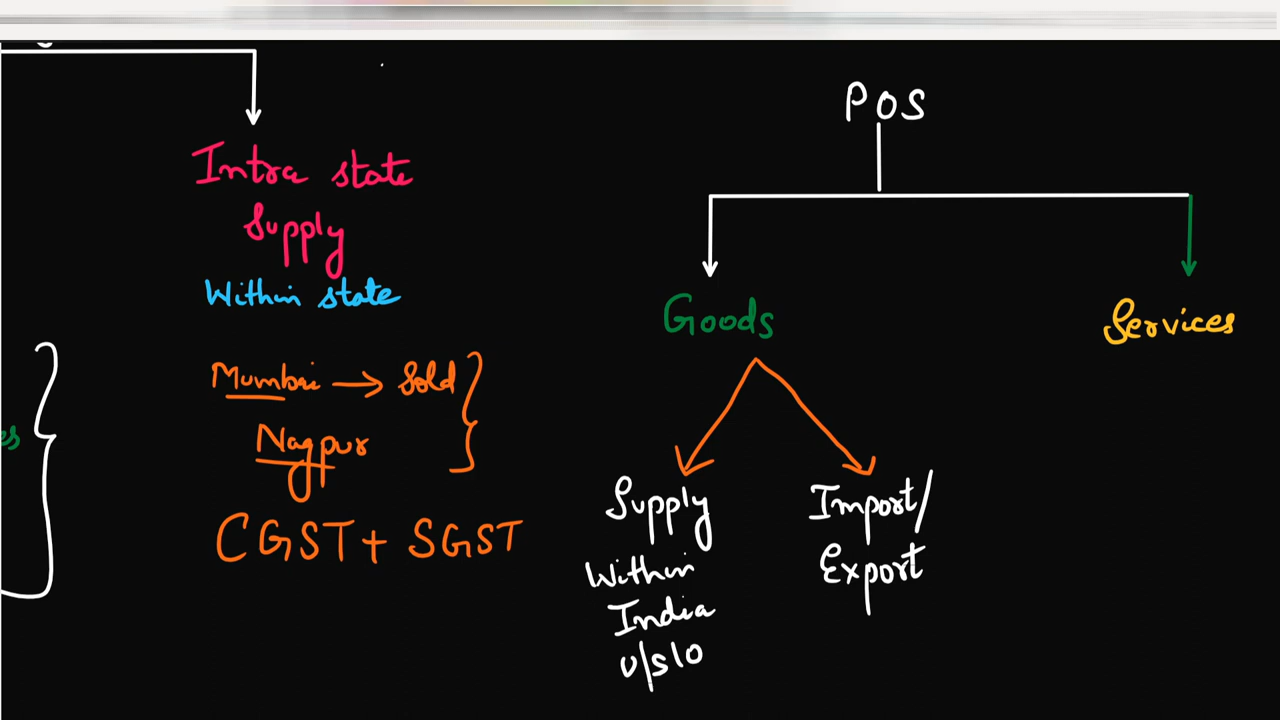 Intra state
Supply
Within state
Mumbai → Sold
Nagpur
CGST + SGST
es
POS
Goods
Services
Supply
Within
India
u/s 10
Import/
Export